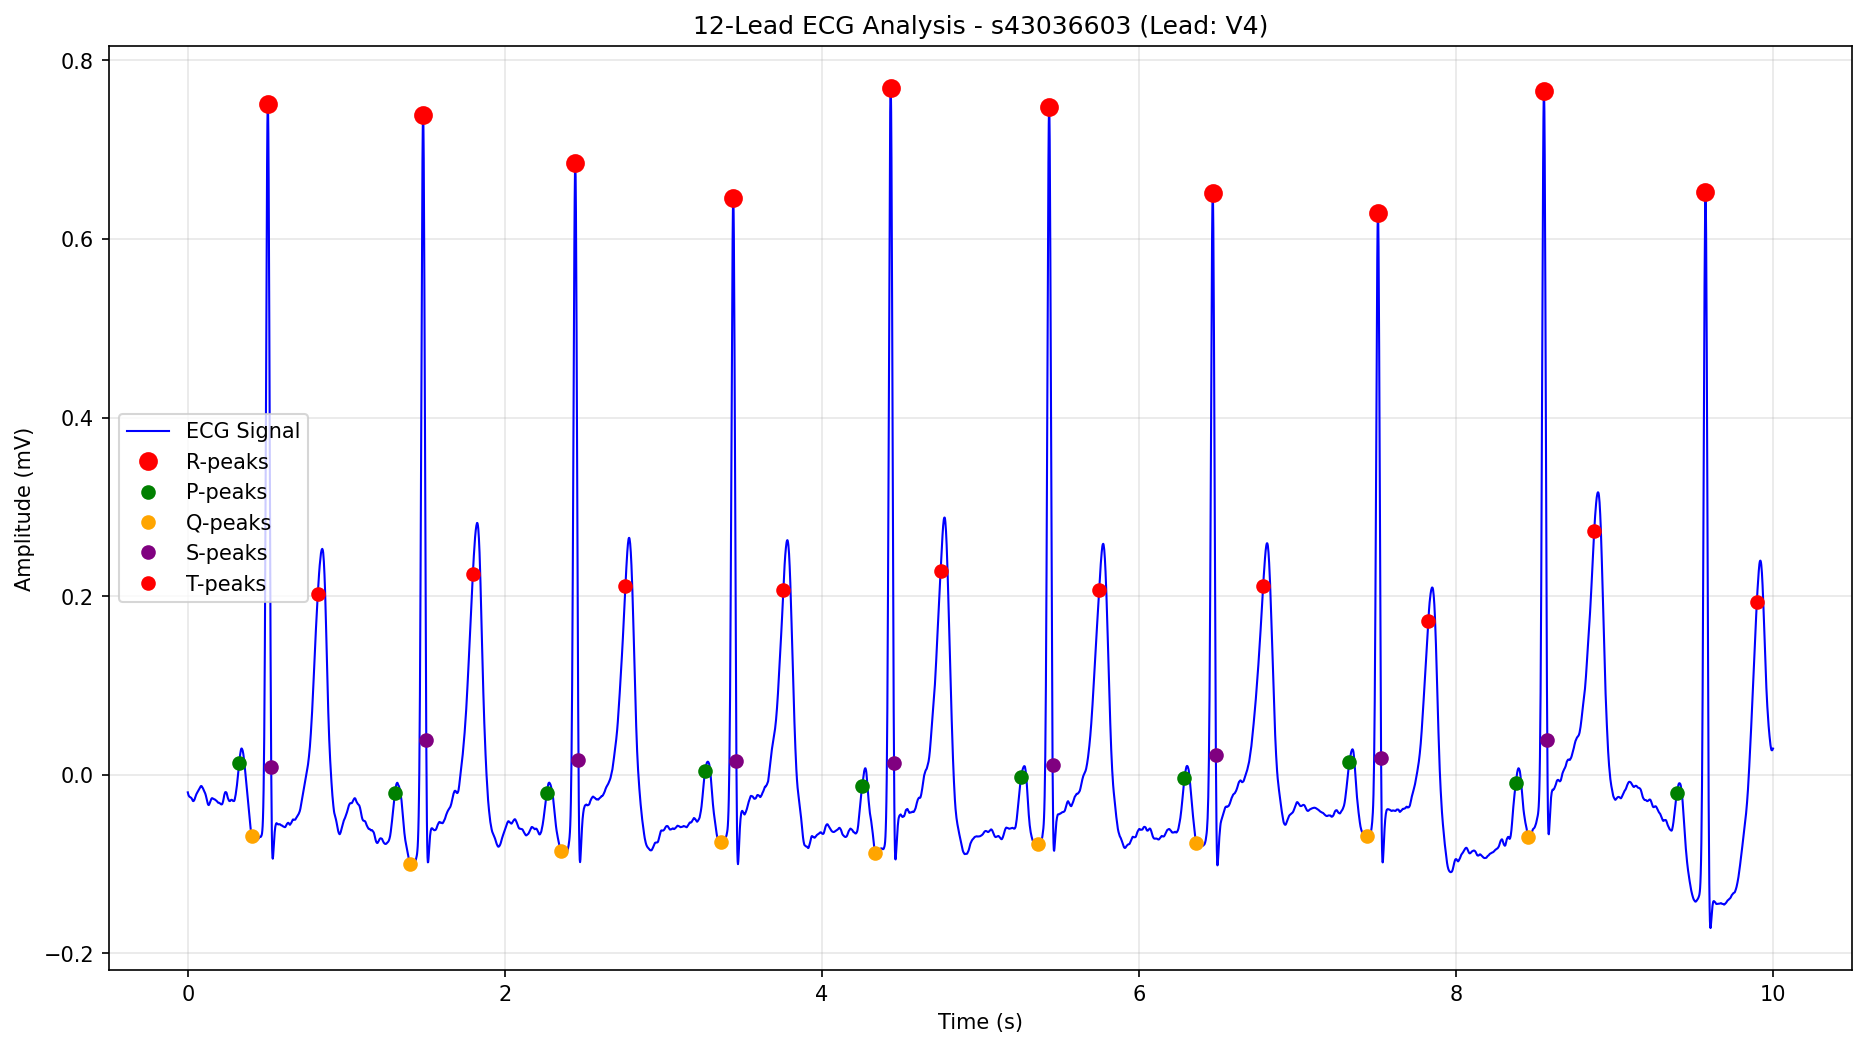 12-Lead ECG Analysis - s43036603 (Lead: V4)
Amplitude (mV)
0.8
0.6
0.4
0.2
0.0
−0.2
ECG Signal
R-peaks
P-peaks
Q-peaks
S-peaks
T-peaks
0 2 4 6 8 10
Time (s)